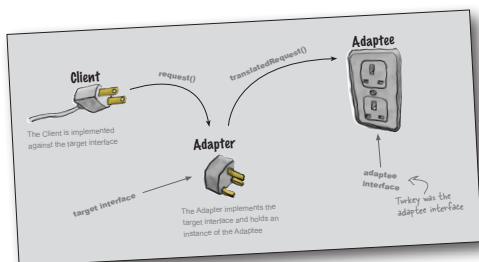 Client
The Client is implemented
against the target interface
request()
translatedRequest()
Adaptee
Adapter
target interface
The Adapter implements the
target interface and holds an
instance of the Adaptee
adaptee
interface
Turkey was the
adaptee interface